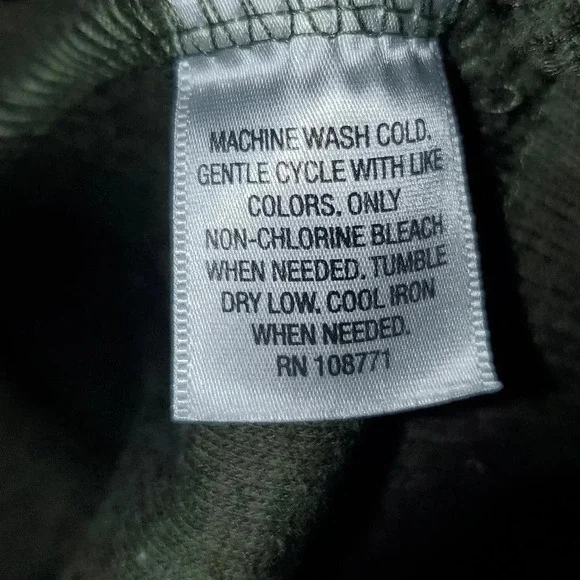 MACHINE WASH COLD.
GENTLE CYCLE WITH LIKE
COLORS. ONLY
NON-CHLORINE BLEACH
WHEN NEEDED. TUMBLE
DRY LOW. COOL IRON
WHEN NEEDED.
RN 108771